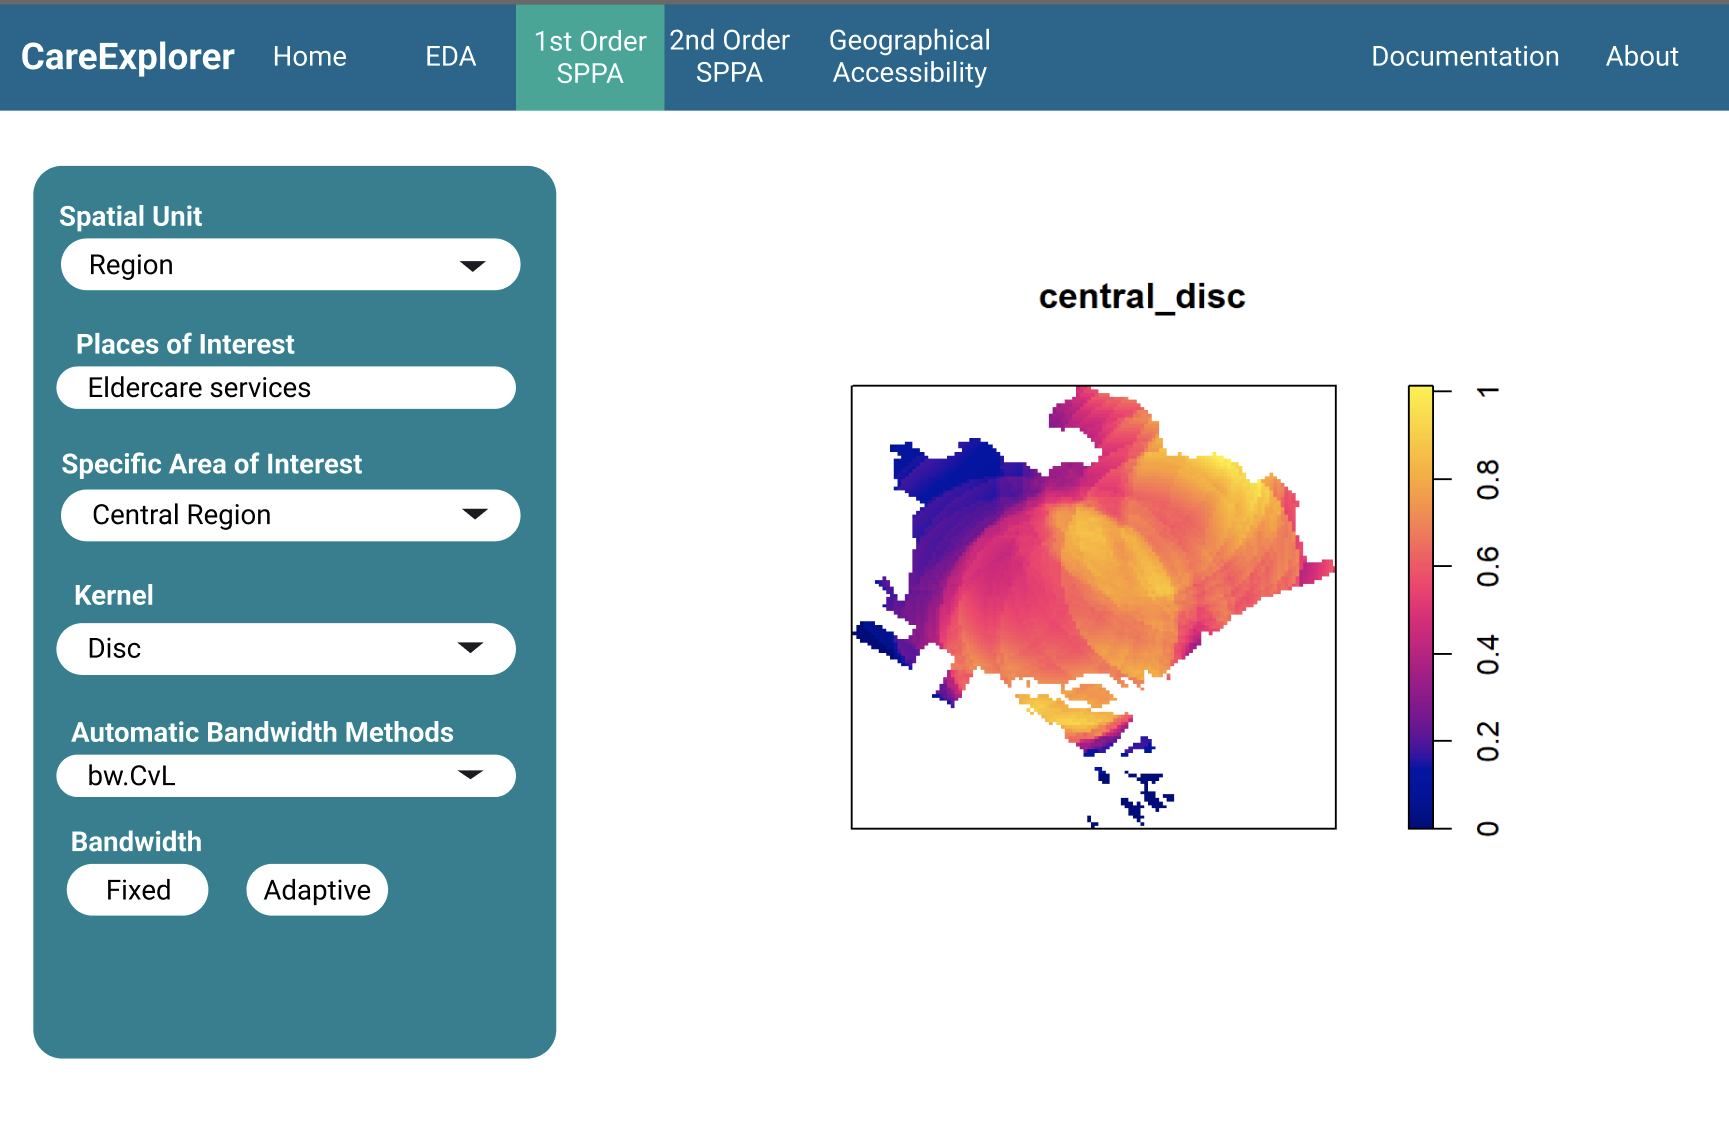 CareExplorer
Home
EDA
1st Order
SPPA
2nd Order
SPPA
Geographical
Accessibility
Documentation
About
Spatial Unit
Region
Places of Interest
Eldercare services
Specific Area of Interest
Central Region
Kernel
Disc
Automatic Bandwidth Methods
bw.CvL
Bandwidth
Fixed
Adaptive
central_disc
1
0.8
0.6
0.4
0.2
0